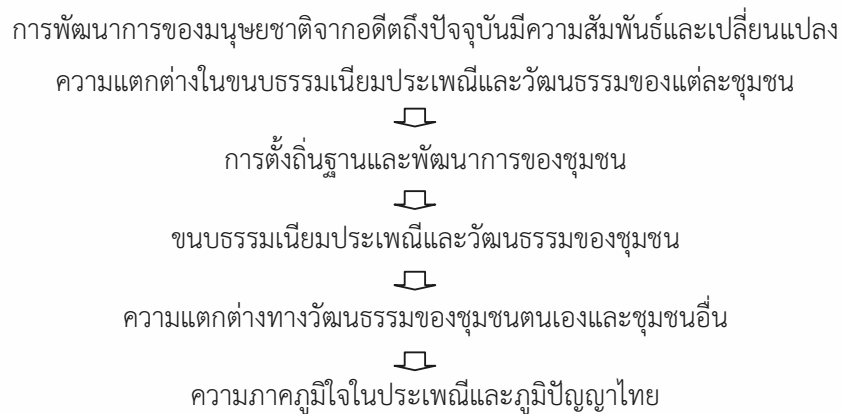 การพัฒนาการของมนุษยชาติจากอดีตถึงปัจจุบันมีความสัมพันธ์และเปลี่ยนแปลง
ความแตกต่างในขนบธรรมเนียมประเพณีและวัฒนธรรมของแต่ละชุมชน
การตั้งถิ่นฐานและพัฒนาการของชุมชน
ขนบธรรมเนียมประเพณีและวัฒนธรรมของชุมชน
ความแตกต่างทางวัฒนธรรมของชุมชนตนเองและชุมชนอื่น
ความภาคภูมิใจในประเพณีและภูมิปัญญาไทย